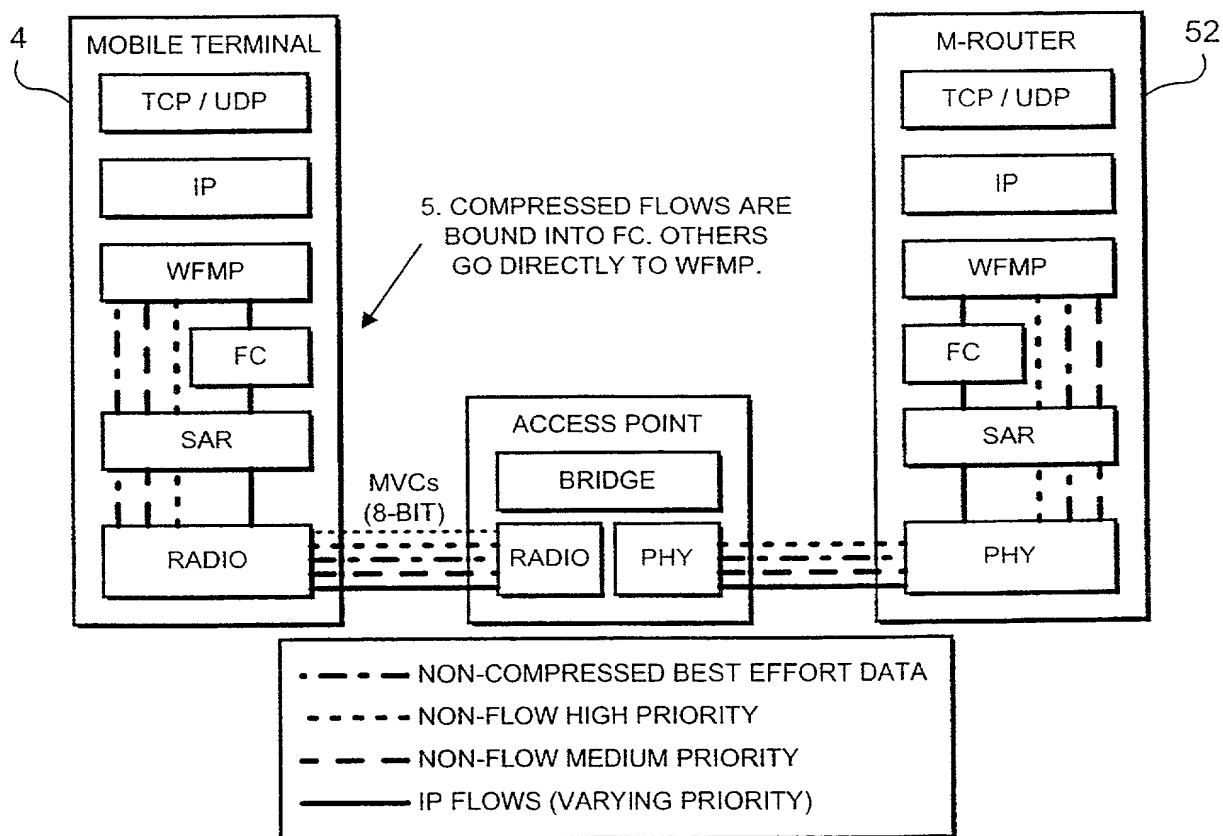 4
MOBILE TERMINAL
TCP / UDP
IP
WFMP
FC
SAR
RADIO
5. COMPRESSED FLOWS ARE
BOUND INTO FC. OTHERS
GO DIRECTLY TO WFMP.
MVCs
(8-BIT)
ACCESS POINT
BRIDGE
RADIO
PHY
52
M-ROUTER
TCP / UDP
IP
WFMP
FC
SAR
PHY
NON-COMPRESSED BEST EFFORT DATA
NON-FLOW HIGH PRIORITY
NON-FLOW MEDIUM PRIORITY
IP FLOWS (VARYING PRIORITY)